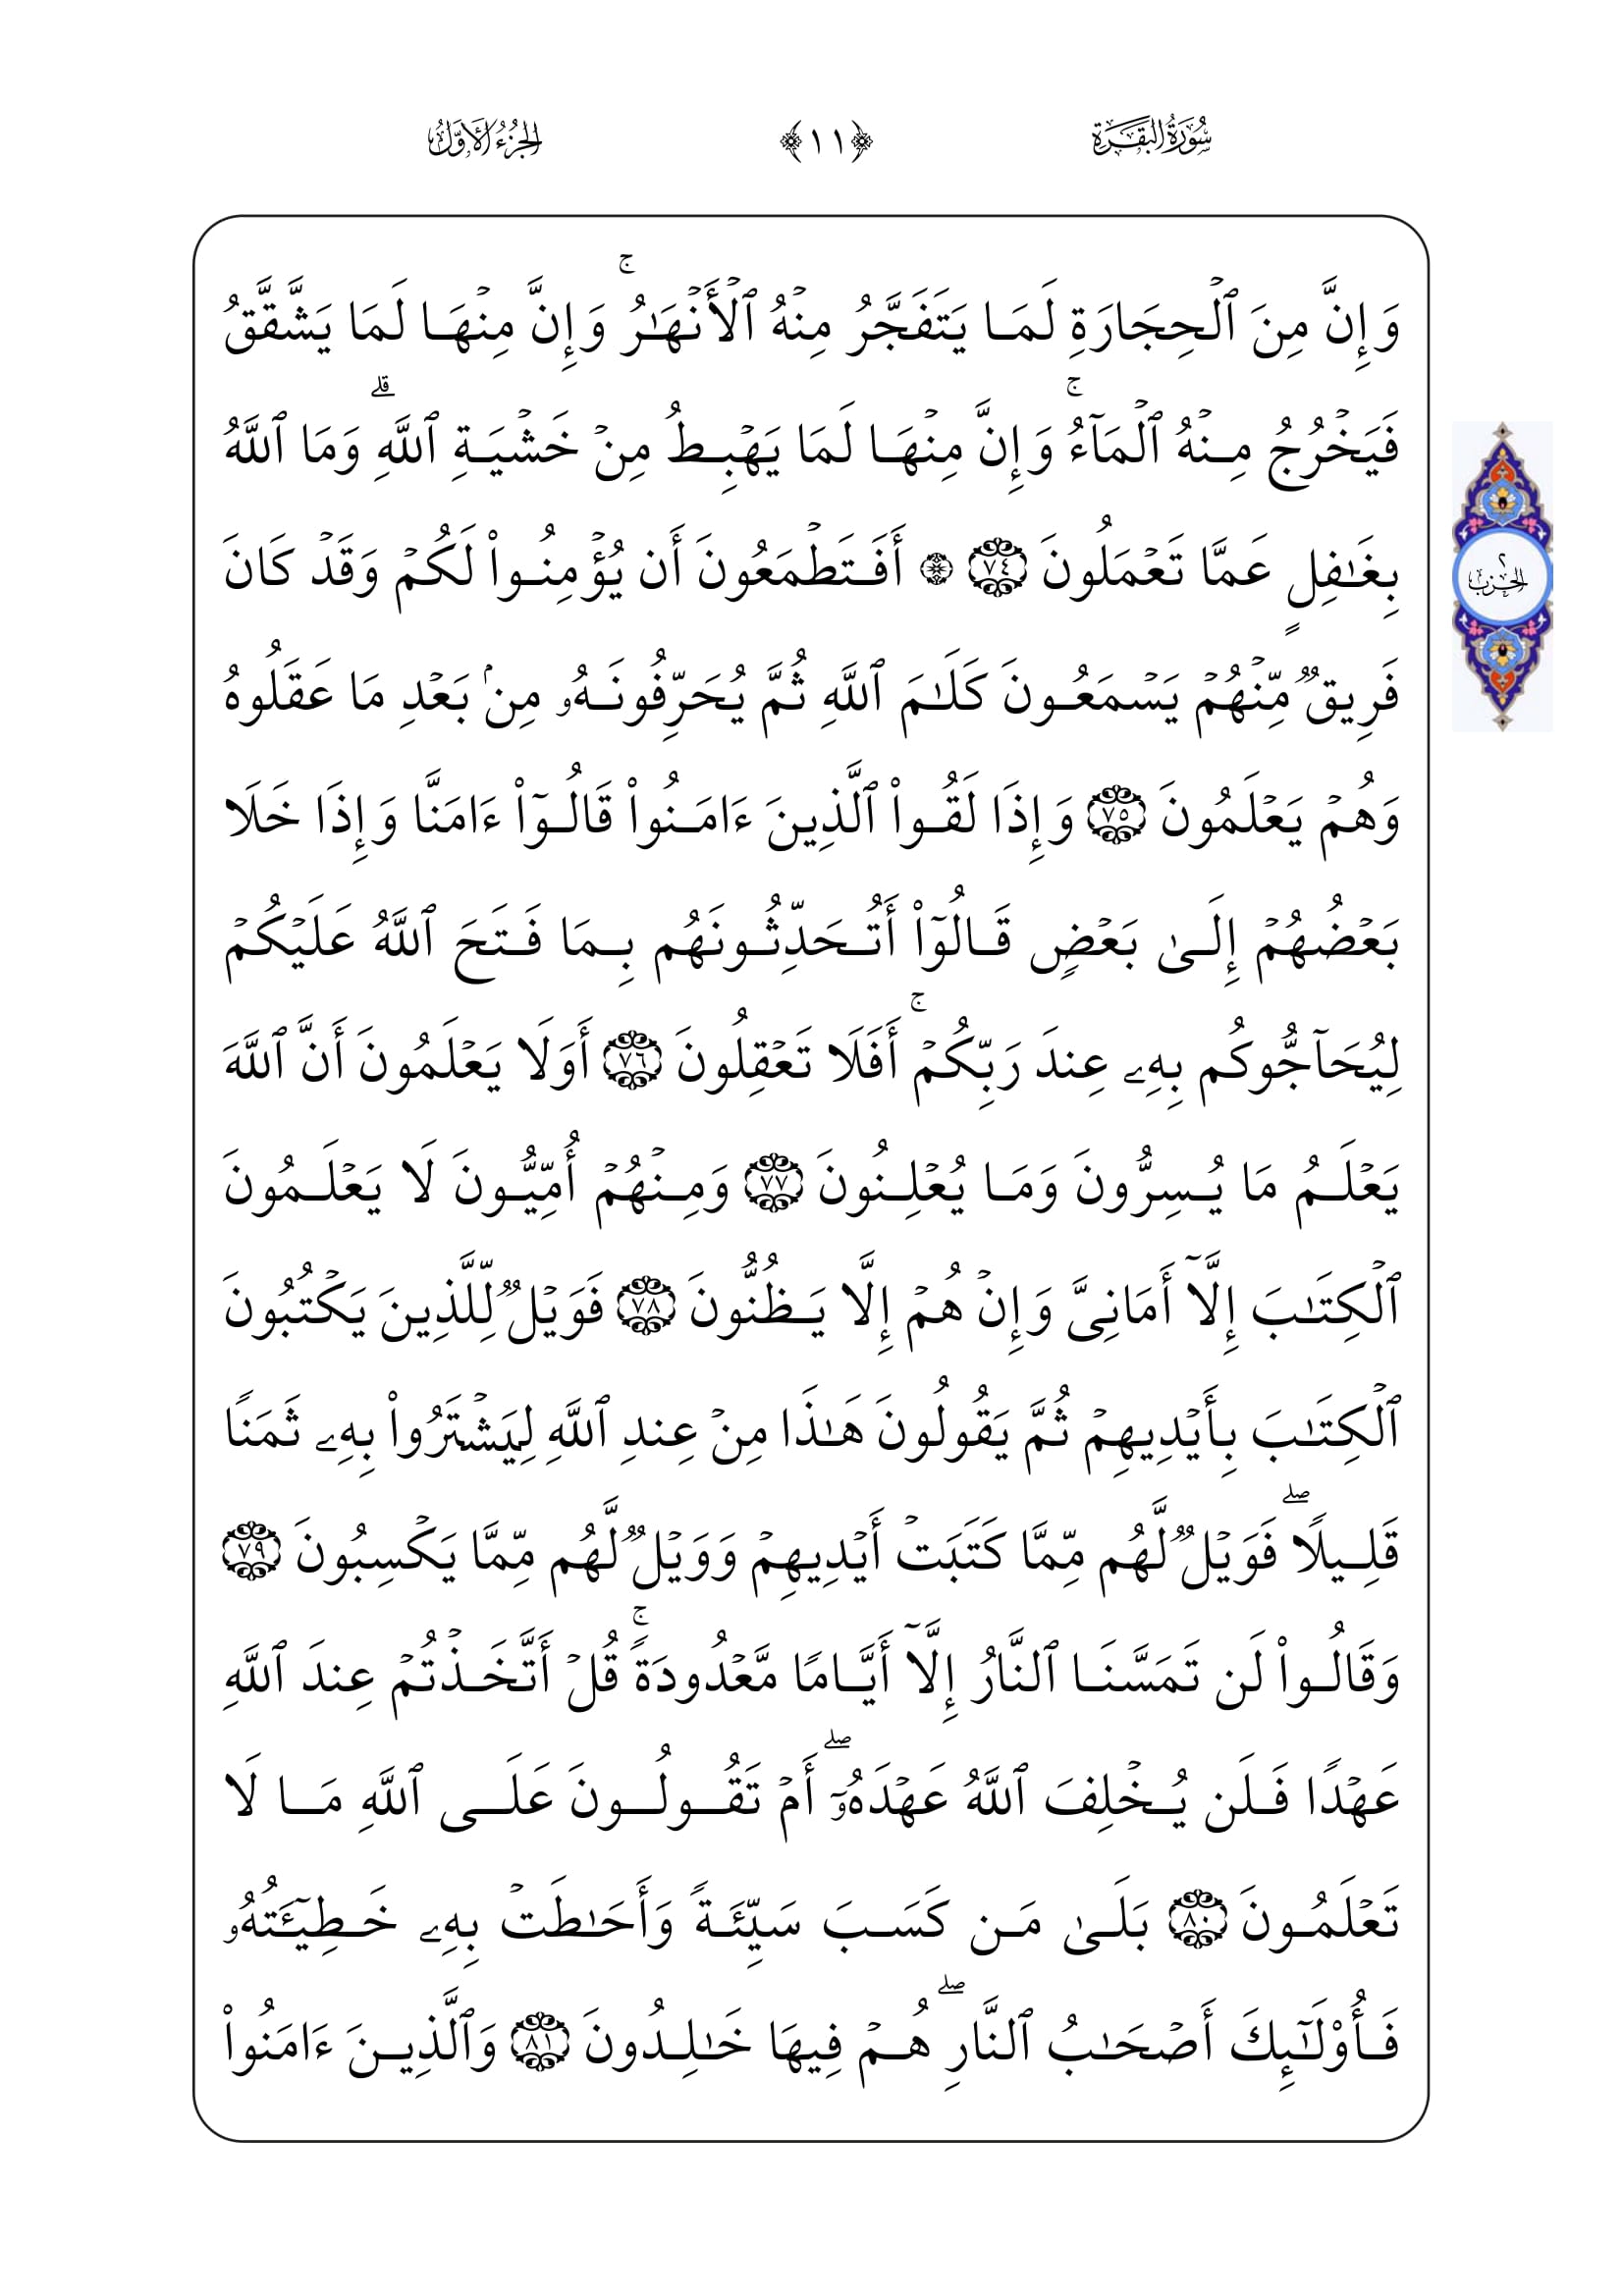 سُورَةُ البَقَرَةِ ﴿١١﴾ الجُزْءُ الأَوَّلُ
وَإِنَّ مِنَ ٱلْحِجَارَةِ لَمَا يَتَفَجَّرُ مِنْهُ ٱلْأَنْهَـٰرُ ۚ وَإِنَّ مِنْهَا لَمَا يَشَّقَّقُ
فَيَخْرُجُ مِنْهُ ٱلْمَآءُ ۚ وَإِنَّ مِنْهَا لَمَا يَهْبِطُ مِنْ خَشْيَةِ ٱللَّهِ ۗ وَمَا ٱللَّهُ
بِغَـٰفِلٍ عَمَّا تَعْمَلُونَ ٧٤ ۞ أَفَتَطْمَعُونَ أَن يُؤْمِنُوا۟ لَكُمْ وَقَدْ كَانَ
فَرِيقٌ مِّنْهُمْ يَسْمَعُونَ كَلَـٰمَ ٱللَّهِ ثُمَّ يُحَرِّفُونَهُۥ مِنۢ بَعْدِ مَا عَقَلُوهُ
وَهُمْ يَعْلَمُونَ ٧٥ وَإِذَا لَقُوا۟ ٱلَّذِينَ ءَامَنُوا۟ قَالُوٓا۟ ءَامَنَّا وَإِذَا خَلَا
بَعْضُهُمْ إِلَىٰ بَعْضٍ قَالُوٓا۟ أَتُحَدِّثُونَهُم بِمَا فَتَحَ ٱللَّهُ عَلَيْكُمْ
لِيُحَآجُّوكُم بِهِۦ عِندَ رَبِّكُمْ ۚ أَفَلَا تَعْقِلُونَ ٧٦ أَوَلَا يَعْلَمُونَ أَنَّ ٱللَّهَ
يَعْلَمُ مَا يُسِرُّونَ وَمَا يُعْلِنُونَ ٧٧ وَمِنْهُمْ أُمِّيُّونَ لَا يَعْلَمُونَ
ٱلْكِتَـٰبَ إِلَّآ أَمَانِىَّ وَإِنْ هُمْ إِلَّا يَظُنُّونَ ٧٨ فَوَيْلٌ لِّلَّذِينَ يَكْتُبُونَ
ٱلْكِتَـٰبَ بِأَيْدِيهِمْ ثُمَّ يَقُولُونَ هَـٰذَا مِنْ عِندِ ٱللَّهِ لِيَشْتَرُوا۟ بِهِۦ ثَمَنًا
قَلِيلًا ۖ فَوَيْلٌ لَّهُم مِّمَّا كَتَبَتْ أَيْدِيهِمْ وَوَيْلٌ لَّهُم مِّمَّا يَكْسِبُونَ ٧٩
وَقَالُوا۟ لَن تَمَسَّنَا ٱلنَّارُ إِلَّآ أَيَّامًا مَّعْدُودَةً ۚ قُلْ أَتَّخَذْتُمْ عِندَ ٱللَّهِ
عَهْدًا فَلَن يُخْلِفَ ٱللَّهُ عَهْدَهُۥٓ ۖ أَمْ تَقُولُونَ عَلَى ٱللَّهِ مَا لَا
تَعْلَمُونَ ٨٠ بَلَىٰ مَن كَسَبَ سَيِّئَةً وَأَحَـٰطَتْ بِهِۦ خَطِيٓـَٔتُهُۥ
فَأُو۟لَـٰٓئِكَ أَصْحَـٰبُ ٱلنَّارِ ۖ هُمْ فِيهَا خَـٰلِدُونَ ٨١ وَٱلَّذِينَ ءَامَنُوا۟
الحزب ٢